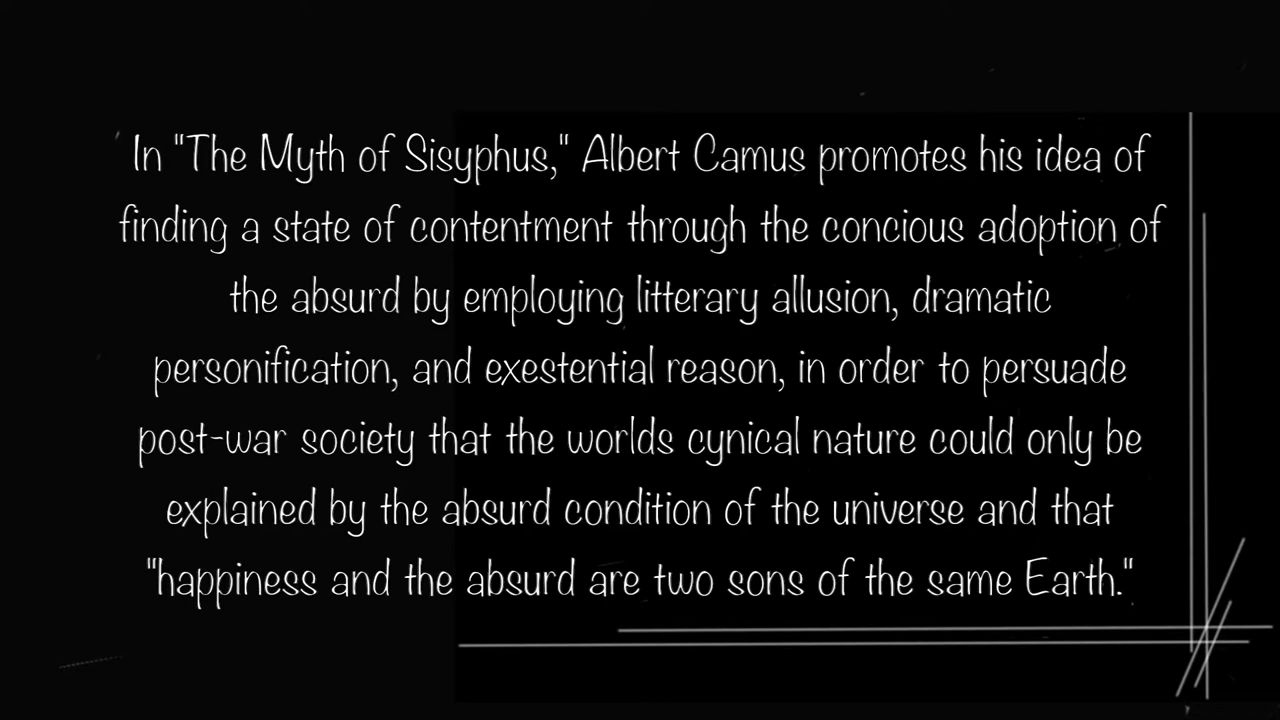 In "The Myth of Sisyphus," Albert Camus promotes his idea of
finding a state of contentment through the concious adoption of
the absurd by employing litterary allusion, dramatic
personification, and exestential reason, in order to persuade
post-war society that the worlds cynical nature could only be
explained by the absurd condition of the universe and that
"happiness and the absurd are two sons of the same Earth."